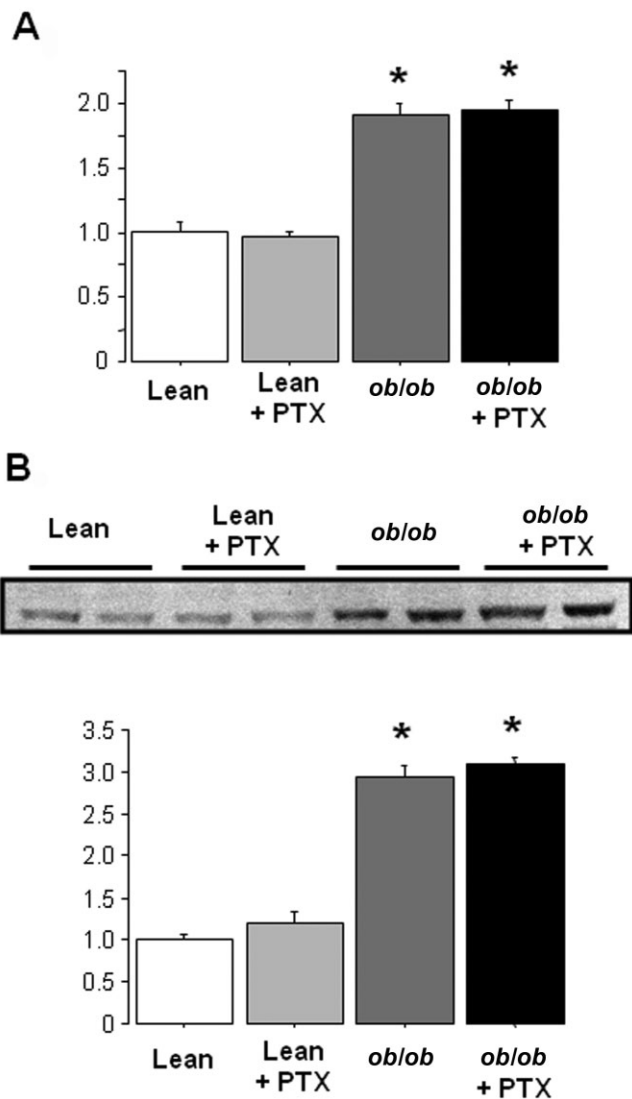 A
*
*
2.0
1.5
1.0
0.5
0
Lean
Lean
+ PTX
ob/ob
ob/ob
+ PTX
B
Lean
Lean
+ PTX
ob/ob
ob/ob
+ PTX
*
*
3.5
3.0
2.5
2.0
1.5
1.0
0.5
0
Lean
Lean
+ PTX
ob/ob
ob/ob
+ PTX